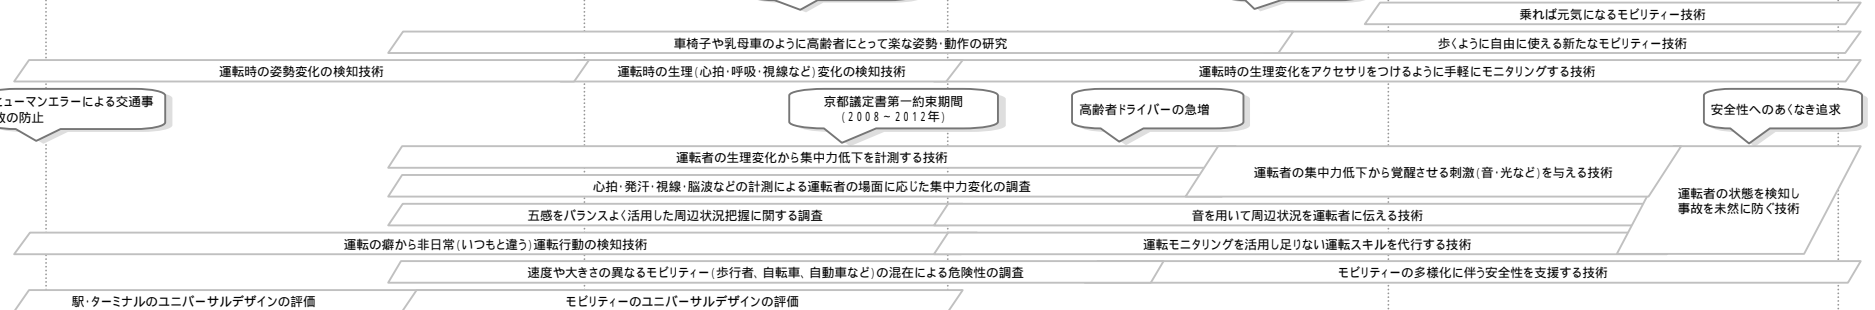 乗れば元気になるモビリティー技術
車椅子や乳母車のように高齢者にとって楽な姿勢・動作の研究
歩くように自由に使える新たなモビリティー技術
運転時の姿勢変化の検知技術
運転時の生理(心拍・呼吸・視線など)変化の検知技術
運転時の生理変化をアクセサリをつけるように手軽にモニタリングする技術
ヒューマンエラーによる交通事
故の防止
京都議定書第一約束期間
(2008~2012年)
高齢者ドライバーの急増
安全性へのあくなき追求
運転者の生理変化から集中力低下を計測する技術
運転者の集中力低下から覚醒させる刺激(音・光など)を与える技術
心拍・発汗・視線・脳波などの計測による運転者の場面に応じた集中力変化の調査
運転者の状態を検知し
事故を未然に防ぐ技術
五感をバランスよく活用した周辺状況把握に関する調査
音を用いて周辺状況を運転者に伝える技術
運転の癖から非日常(いつもと違う)運転行動の検知技術
運転モニタリングを活用し足りない運転スキルを代行する技術
速度や大きさの異なるモビリティー(歩行者、自転車、自動車など)の混在による危険性の調査
モビリティーの多様化に伴う安全性を支援する技術
駅・ターミナルのユニバーサルデザインの評価
モビリティーのユニバーサルデザインの評価